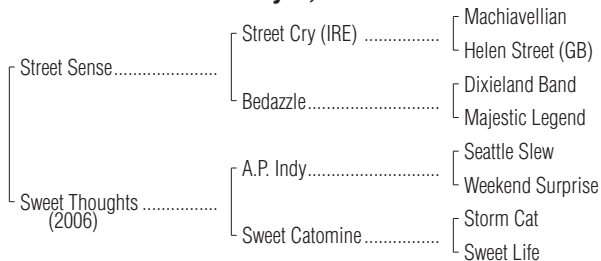 Machiavellian
Street Cry (IRE) ................
Helen Street (GB)
Street Sense......................
Dixieland Band
Bedazzle............................
Majestic Legend
Seattle Slew
A.P. Indy............................
Weekend Surprise
Sweet Thoughts ................
(2006)
Storm Cat
Sweet Catomine ................
Sweet Life